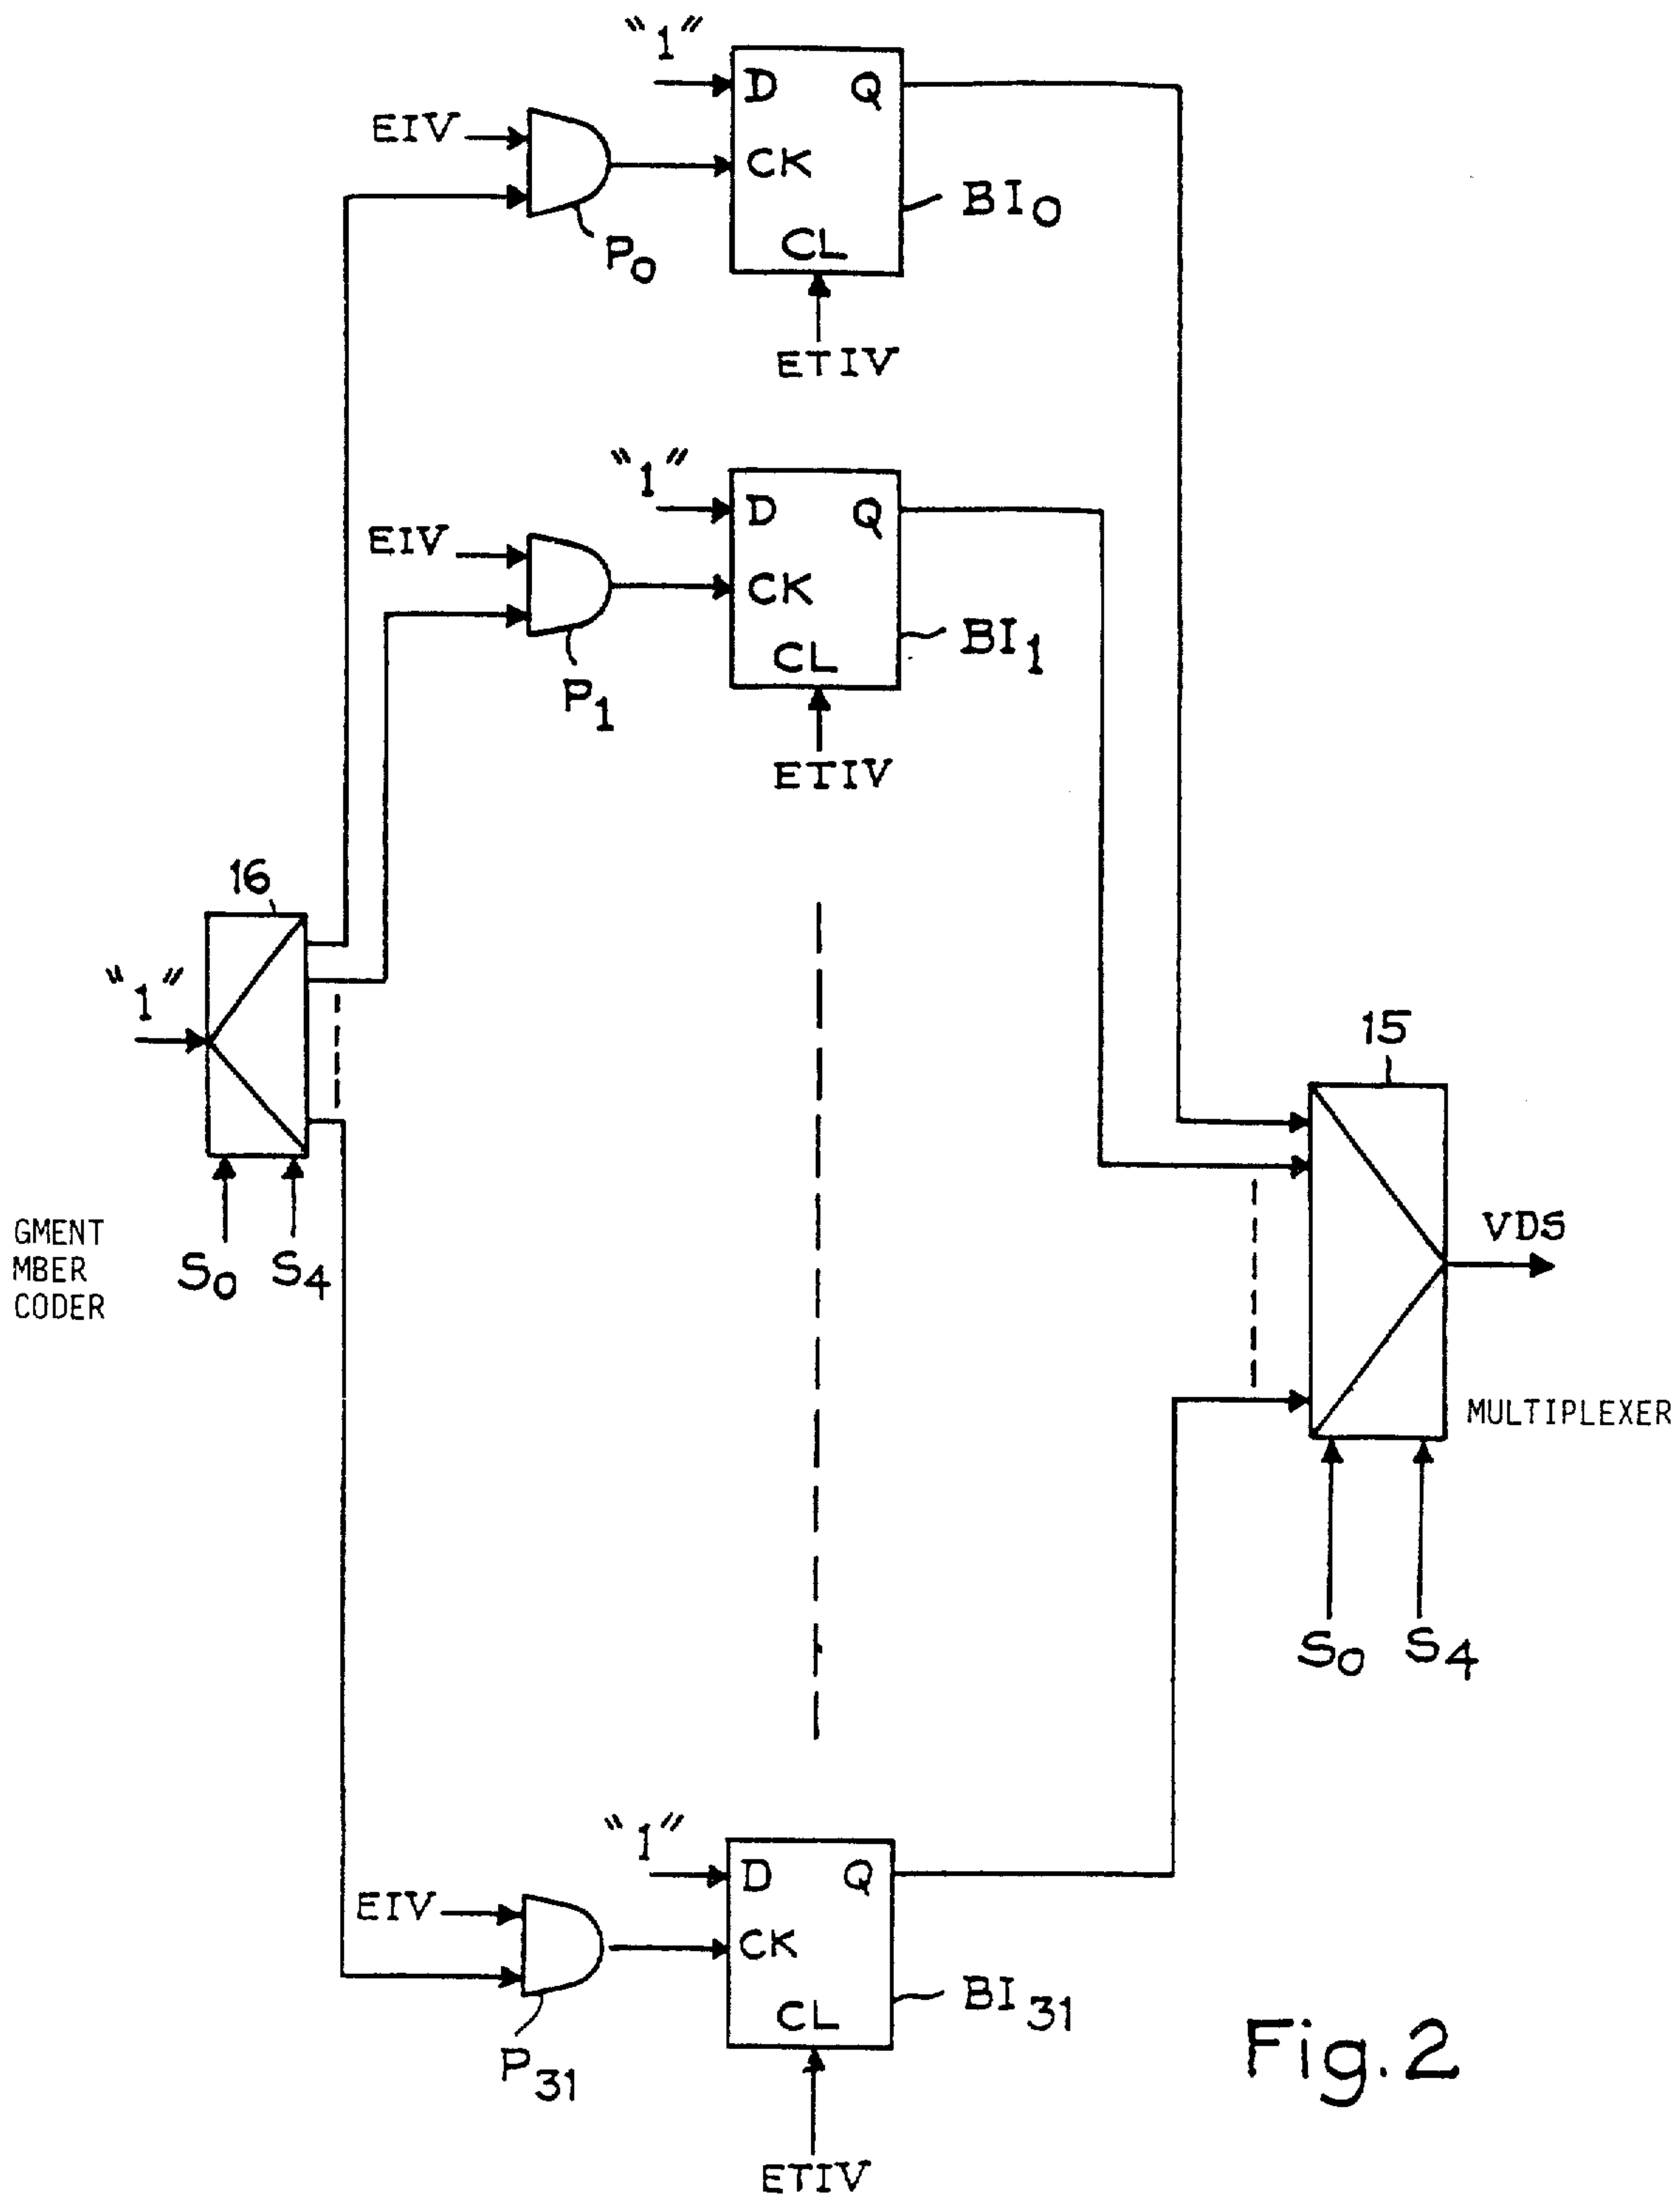 "1"
D Q
EIV
CK
BI0
P0
CL
ETIV
"1"
D Q
EIV
CK
BI1
CL
P1
ETIV
16
"1"
15
GMENT
MBER
CODER
S0 S4
VDS
MULTIPLEXER
S0 S4
"1"
D Q
EIV
CK
BI31
CL
P31
ETIV
Fig.2